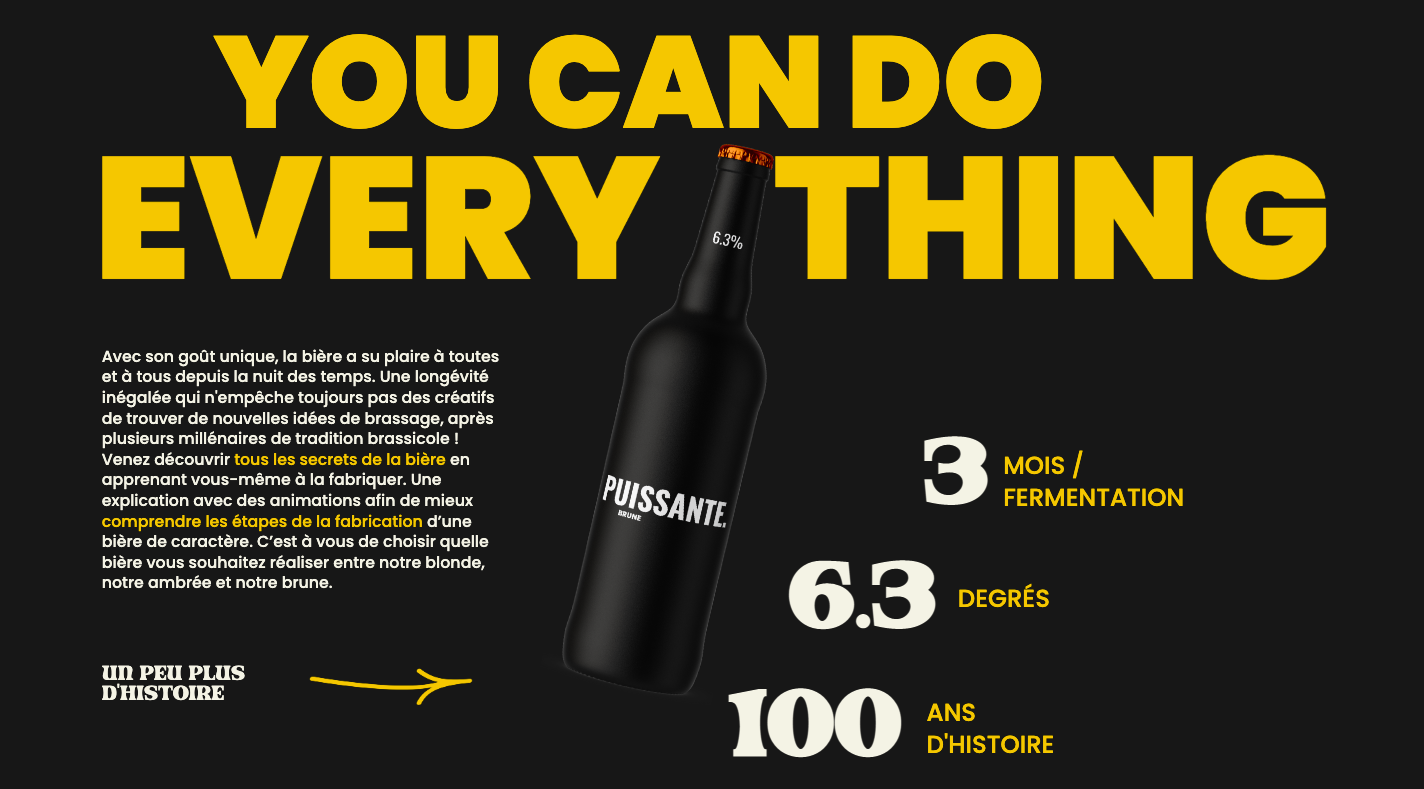 YOU CAN DO
EVERY THING
6.3%
Avec son goût unique, la bière a su plaire à toutes
et à tous depuis la nuit des temps. Une longévité
inégalée qui n'empêche toujours pas des créatifs
de trouver de nouvelles idées de brassage, après
plusieurs millénaires de tradition brassicole !
Venez découvrir tous les secrets de la bière en
apprenant vous-même à la fabriquer. Une
explication avec des animations afin de mieux
comprendre les étapes de la fabrication d’une
bière de caractère. C’est à vous de choisir quelle
bière vous souhaitez réaliser entre notre blonde,
notre ambrée et notre brune.
PUISSANTE.
BRUNE
3 MOIS /
FERMENTATION
6.3 DEGRÉS
UN PEU PLUS
D'HISTOIRE
100 ANS
D'HISTOIRE